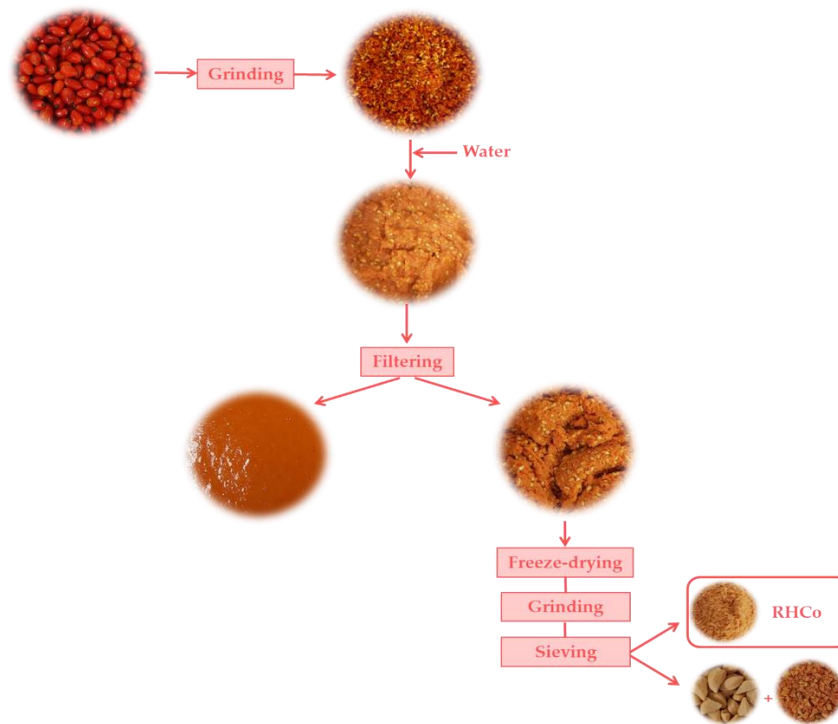 Grinding
Water
Filtering
Freeze-drying
Grinding
RHCo
Sieving
+